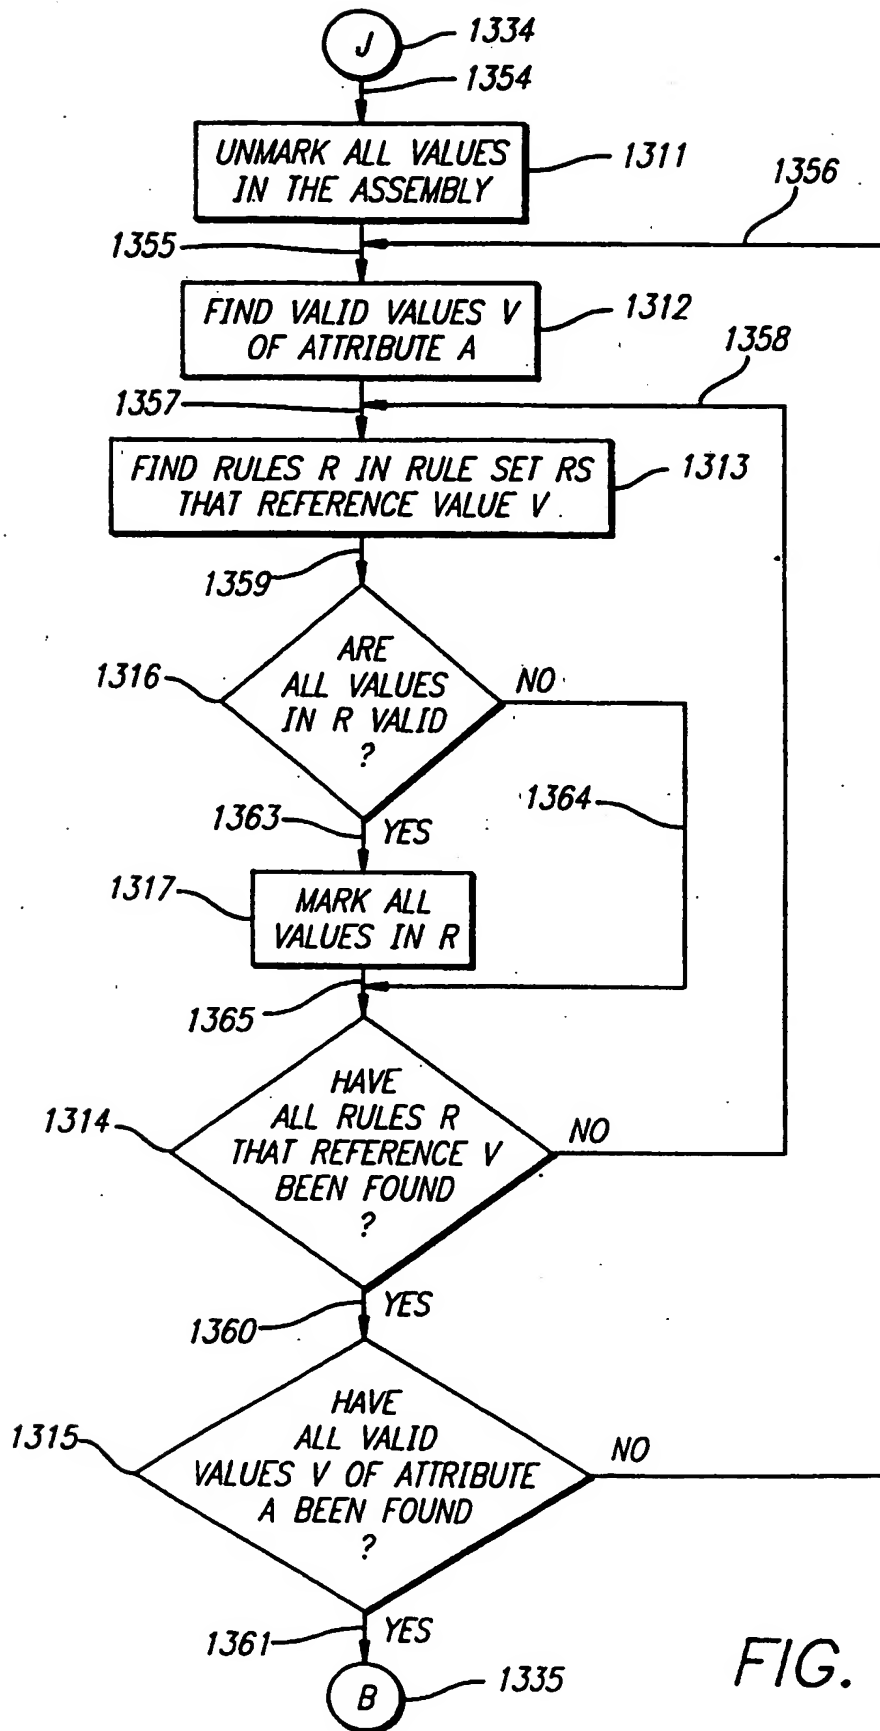 J
1334
1354
UNMARK ALL VALUES
IN THE ASSEMBLY
1311
1356
1355
FIND VALID VALUES V
OF ATTRIBUTE A
1312
1358
1357
FIND RULES R IN RULE SET RS
THAT REFERENCE VALUE V
1313
1359
ARE
ALL VALUES
IN R VALID
?
1316
NO
1364
1363
YES
1317
MARK ALL
VALUES IN R
1365
HAVE
ALL RULES R
THAT REFERENCE V
BEEN FOUND
?
1314
NO
1360
YES
HAVE
ALL VALID
VALUES V OF ATTRIBUTE
A BEEN FOUND
?
1315
NO
1361
YES
B
1335
FIG.